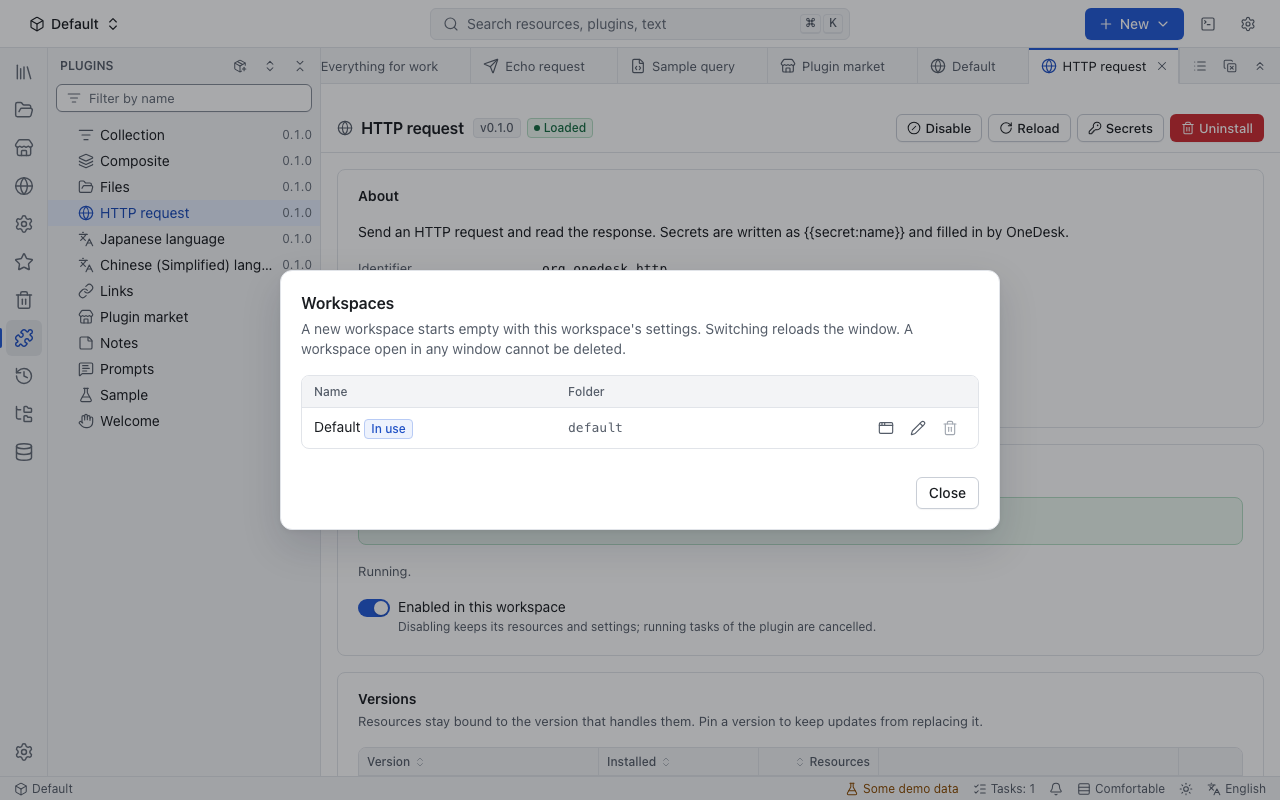 Default
Search resources, plugins, text
⌘ K
New
PLUGINS
Filter by name
Collection 0.1.0
Composite 0.1.0
Files 0.1.0
HTTP request 0.1.0
Japanese language 0.1.0
Chinese (Simplified) lang... 0.1.0
Links
Plugin market
Notes
Prompts
Sample
Welcome
Everything for work
Echo request
Sample query
Plugin market
Default
HTTP request
HTTP request v0.1.0 Loaded
Disable
Reload
Secrets
Uninstall
About
Send an HTTP request and read the response. Secrets are written as {{secret:name}} and filled in by OneDesk.
Identifier org.onedesk.http
Workspaces
A new workspace starts empty with this workspace's settings. Switching reloads the window. A
workspace open in any window cannot be deleted.
Name Folder
Default In use default
Close
Running.
Enabled in this workspace
Disabling keeps its resources and settings; running tasks of the plugin are cancelled.
Versions
Resources stay bound to the version that handles them. Pin a version to keep updates from replacing it.
Version Installed Resources
Default
Some demo data
Tasks: 1
Comfortable
English